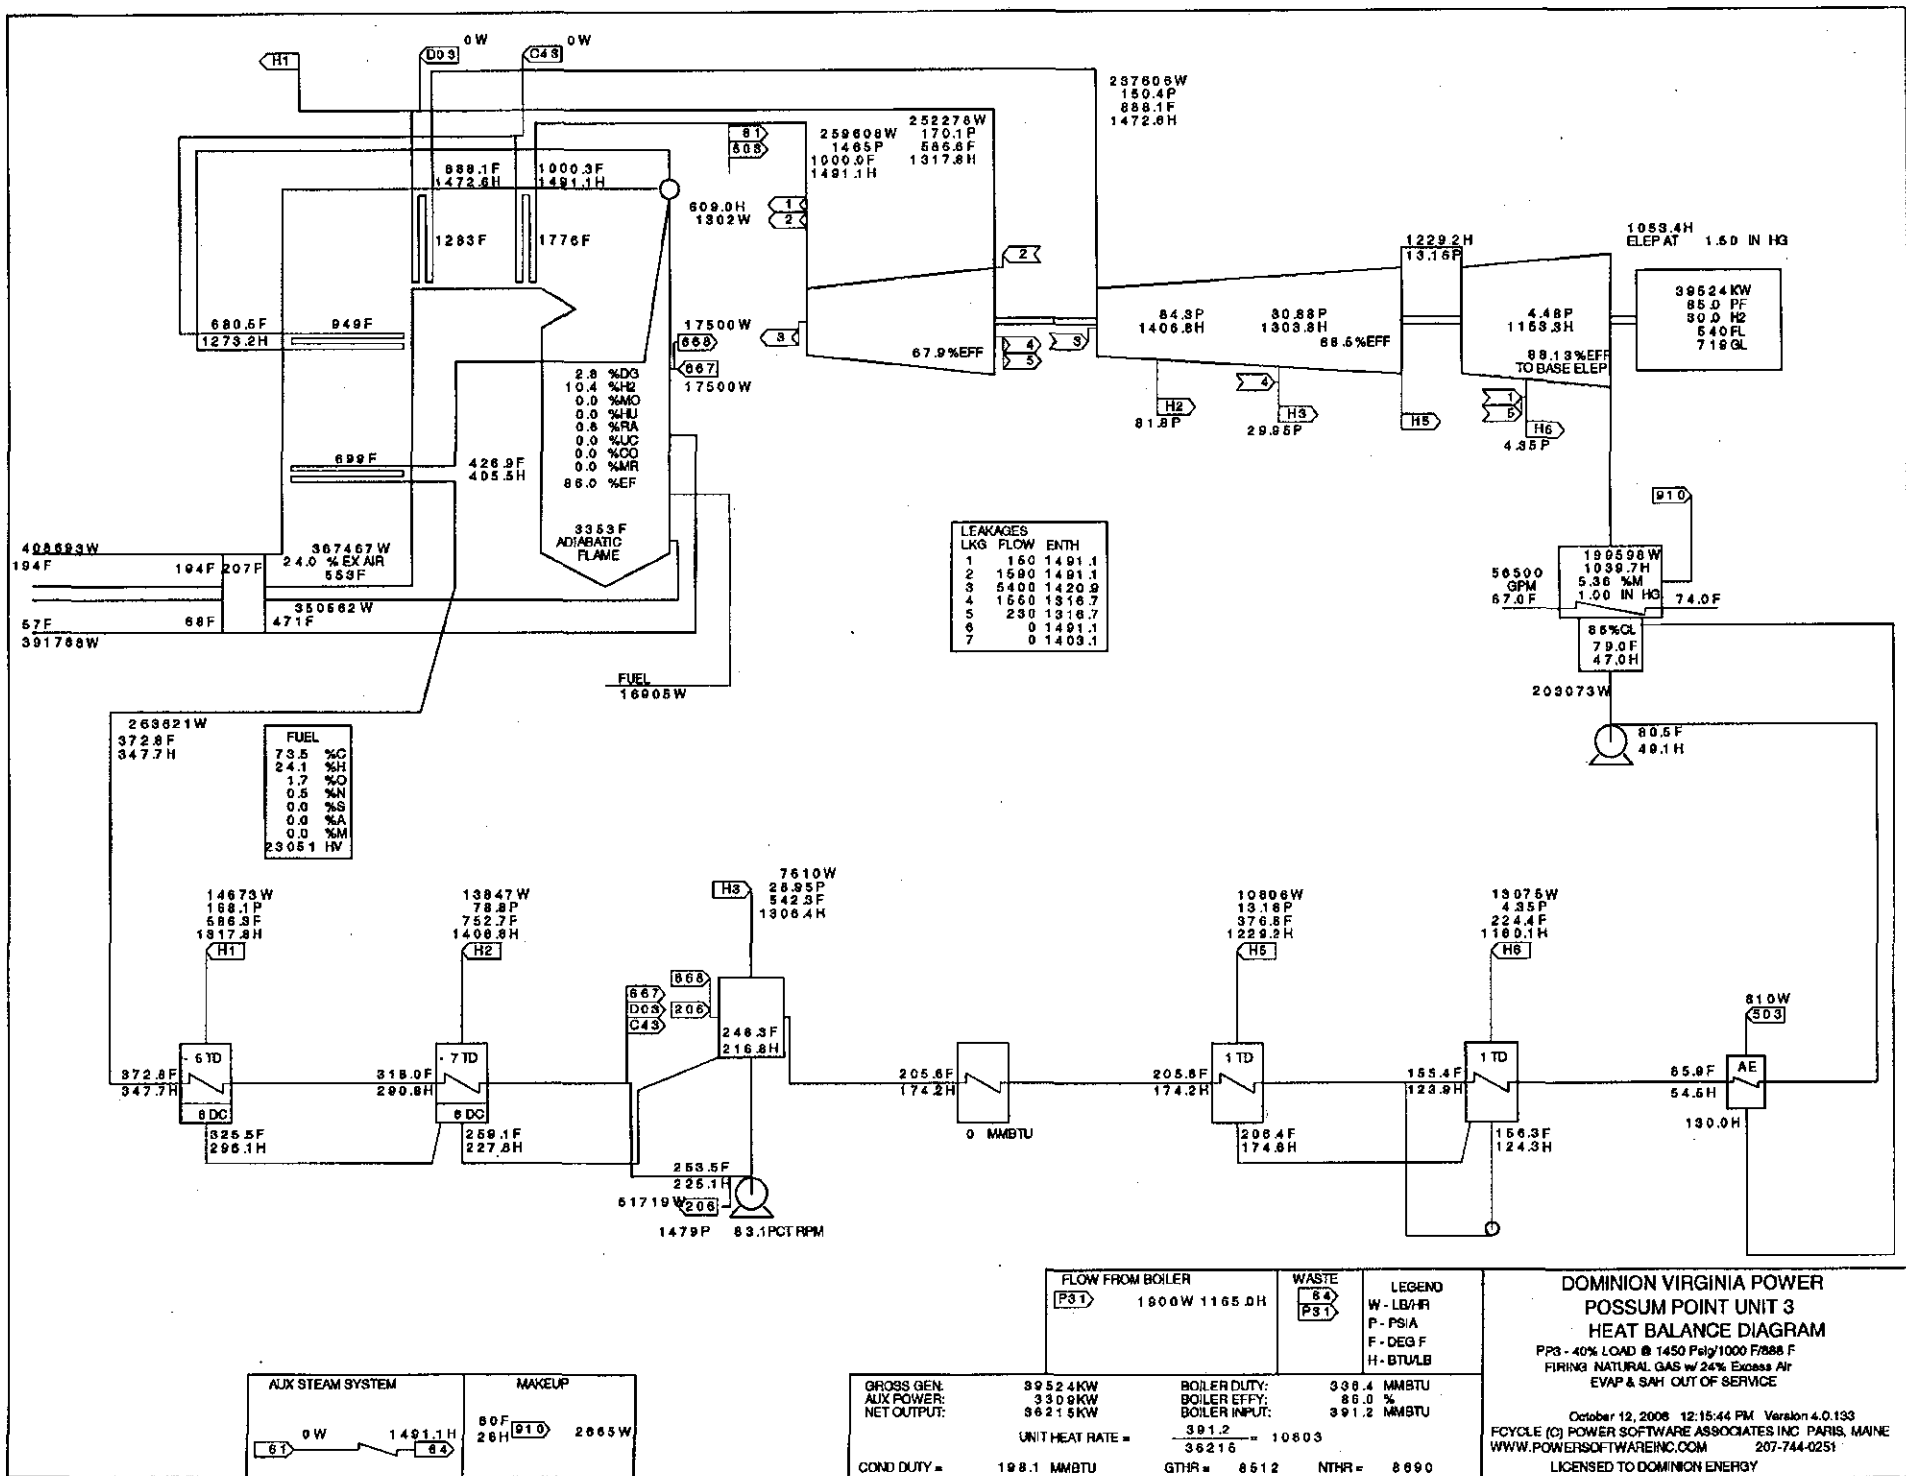 H1
D03
0W
C43
0W
237606W
150.4P
888.1F
1472.6H
61
503
259608W
1465P
1000.0F
1491.1H
252278W
170.1P
586.6F
1317.8H
888.1F
1472.6H
1000.3F
1491.1H
1283F
1776F
609.0H
1302W
1
2
2
680.5F
1273.2H
949F
17500W
668
667
17500W
3
67.9%EFF
4
5
3
84.3P
1406.8H
30.88P
1303.8H
68.5%EFF
1229.2H
13.16P
1053.4H
ELEP AT 1.50 IN HG
4.48P
1153.3H
88.13%EFF
TO BASE ELEP
39524KW
85.0 PF
30.0 H2
540FL
719GL
H2
81.8P
4
H3
29.95P
H5
1
5
H6
4.35P
2.8 %DG
10.4 %H2
0.0 %MO
0.0 %HU
0.6 %RA
0.0 %UC
0.0 %CO
0.0 %MR
86.0 %EF
699F
426.9F
405.5H
3353F
ADIABATIC
FLAME
408693W
194F
194F
207F
367467W
24.0 % EX AIR
553F
350562W
57F
391788W
68F
471F
FUEL
16905W
LEAKAGES
LKG FLOW ENTH
1 150 1491.1
2 1590 1491.1
3 5400 1420.9
4 1550 1316.7
5 230 1316.7
6 0 1491.1
7 0 1403.1
910
56500
GPM
67.0F
199598W
1039.7H
5.36 %M
1.00 IN HG
74.0F
85%CL
79.0F
47.0H
203073W
80.5F
49.1H
263621W
372.8F
347.7H
FUEL
73.5 %C
24.1 %H
1.7 %O
0.5 %N
0.0 %S
0.0 %A
0.0 %M
23051 HV
14673W
168.1P
586.3F
1317.8H
H1
13847W
78.8P
752.7F
1406.8H
H2
H3
7610W
28.95P
542.3F
1306.4H
10806W
13.16P
376.8F
1229.2H
H5
13075W
4.35P
224.4F
1160.1H
H6
668
206
667
D03
C43
246.3F
216.8H
810W
503
- 6 TD
372.8F
347.7H
8 DC
325.5F
295.1H
318.0F
290.8H
- 7 TD
6 DC
259.1F
227.8H
205.6F
174.2H
0 MMBTU
205.6F
174.2H
1 TD
206.4F
174.6H
155.4F
123.9H
1 TD
156.3F
124.3H
85.9F
54.5H
AE
130.0H
253.5F
225.1H
51719W
206
1479P
83.1PCT RPM
FLOW FROM BOILER
P31
1900W 1165.0H
WASTE
64
P31
LEGEND
W - LB/HR
P - PSIA
F - DEG F
H - BTU/LB
DOMINION VIRGINIA POWER
POSSUM POINT UNIT 3
HEAT BALANCE DIAGRAM
PP3 - 40% LOAD @ 1450 Psig/1000 F/888 F
FIRING NATURAL GAS w/ 24% Excess Air
EVAP & SAH OUT OF SERVICE
October 12, 2006 12:15:44 PM Version 4.0.133
FCYCLE (C) POWER SOFTWARE ASSOCIATES INC PARIS, MAINE
WWW.POWERSOFTWAREINC.COM 207-744-0251
LICENSED TO DOMINION ENERGY
AUX STEAM SYSTEM
0W
1491.1H
61
64
MAKEUP
60F
28H
910
2665W
GROSS GEN: 39524KW
AUX POWER: 3309KW
NET OUTPUT: 36215KW
BOILER DUTY: 336.4 MMBTU
BOILER EFFY: 86.0 %
BOILER INPUT: 391.2 MMBTU
UNIT HEAT RATE = 391.2 / 36215 = 10803
COND DUTY = 198.1 MMBTU
GTHR = 8512
NTHR = 8690